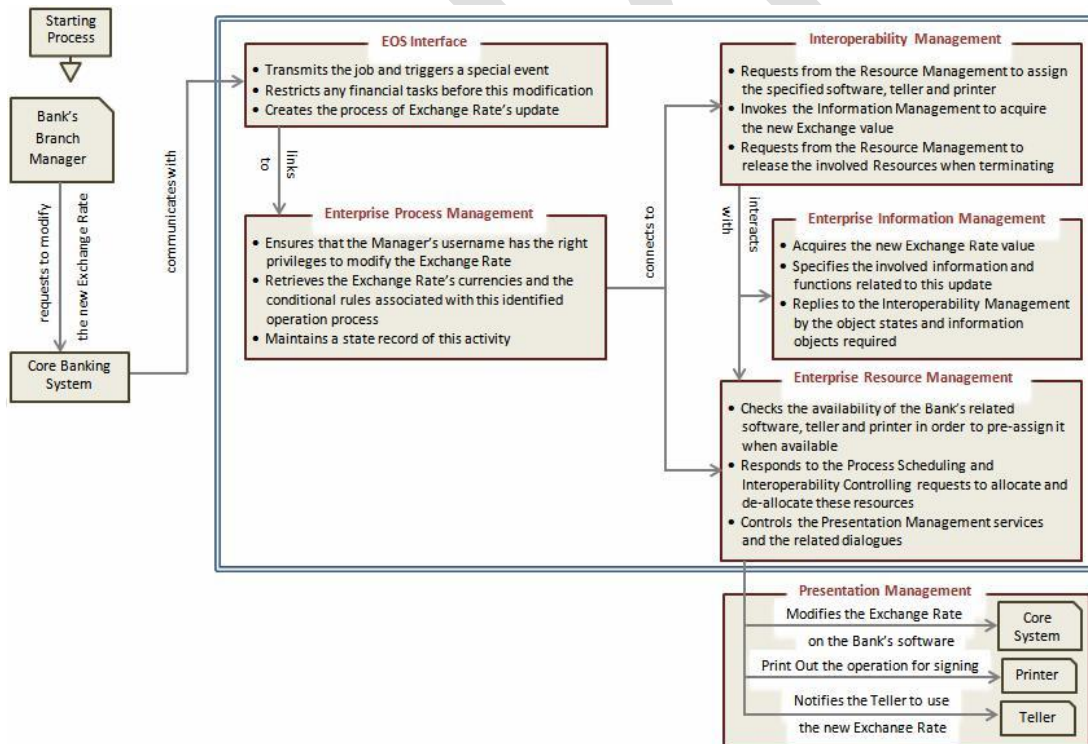 Starting
Process
Bank's
Branch
Manager
requests to modify
the new Exchange Rate
Core Banking
System
communicates with
EOS Interface
• Transmits the job and triggers a special event
• Restricts any financial tasks before this modification
• Creates the process of Exchange Rate's update
links
to
Enterprise Process Management
• Ensures that the Manager's username has the right
privileges to modify the Exchange Rate
• Retrieves the Exchange Rate's currencies and the
conditional rules associated with this identified
operation process
• Maintains a state record of this activity
connects to
Interoperability Management
• Requests from the Resource Management to assign
the specified software, teller and printer
• Invokes the Information Management to acquire
the new Exchange value
• Requests from the Resource Management to
release the involved Resources when terminating
interacts
with
Enterprise Information Management
• Acquires the new Exchange Rate value
• Specifies the involved information and
functions related to this update
• Replies to the Interoperability Management
by the object states and information
objects required
Enterprise Resource Management
• Checks the availability of the Bank's related
software, teller and printer in order to pre-assign it
when available
• Responds to the Process Scheduling and
Interoperability Controlling requests to allocate and
de-allocate these resources
• Controls the Presentation Management services
and the related dialogues
Presentation Management
Modifies the Exchange Rate
on the Bank's software
Core
System
Print Out the operation for signing
Printer
Notifies the Teller to use
the new Exchange Rate
Teller